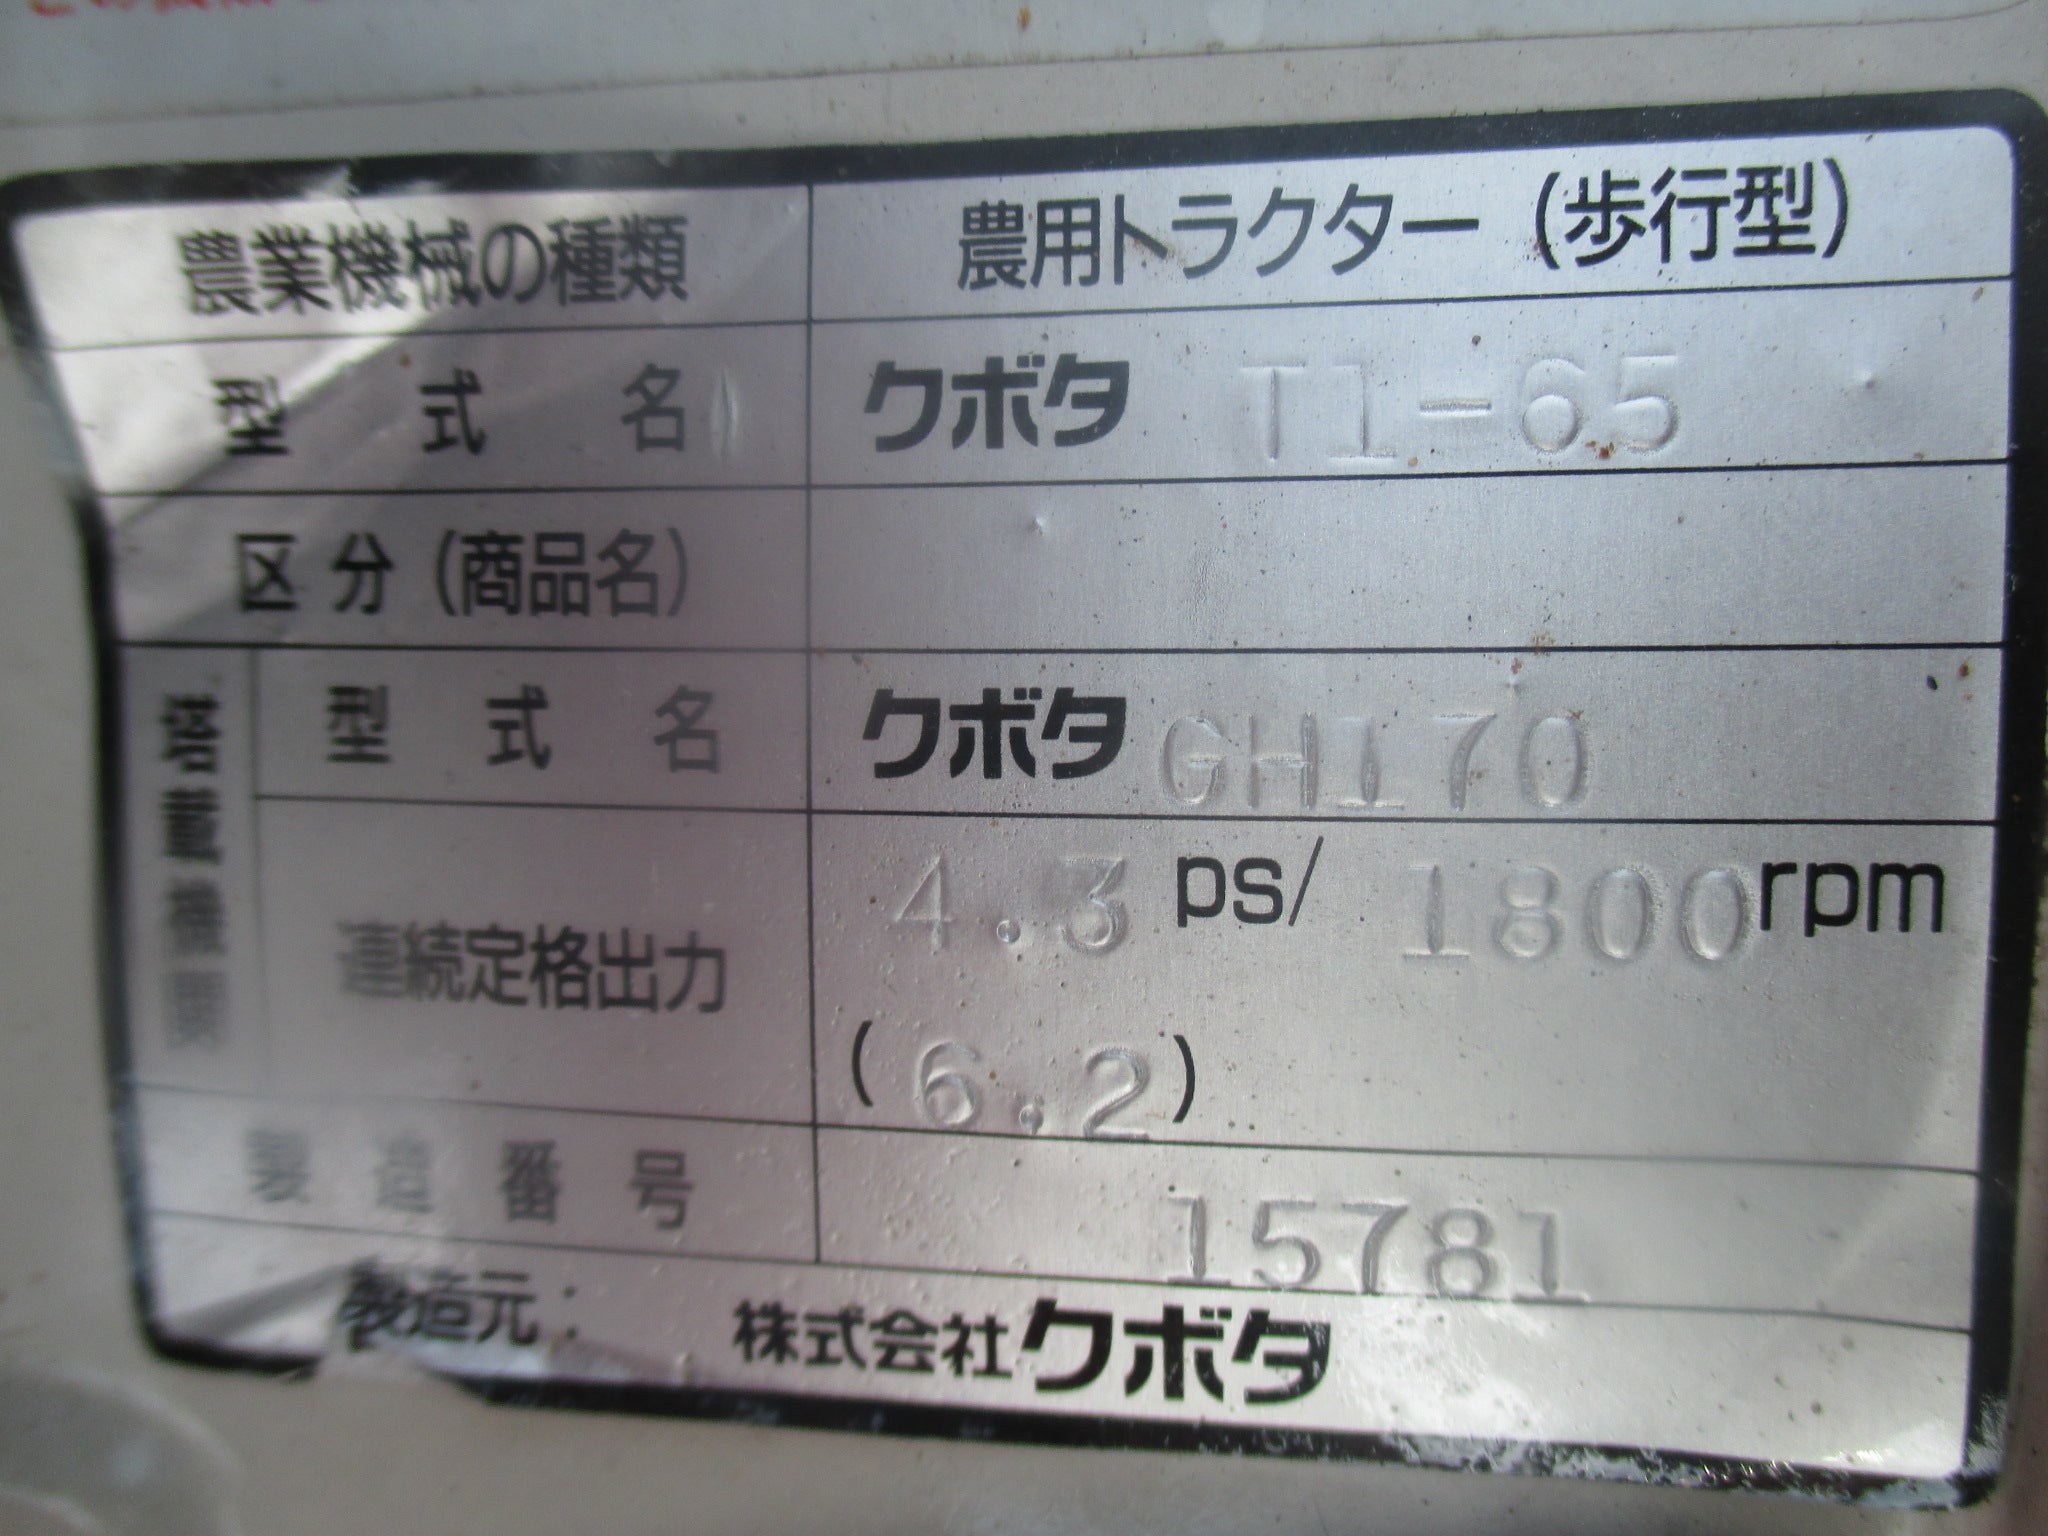 農業機械の種類 農用トラクター(歩行型)
型式名 クボタ T1-65
区分(商品名)
搭載機関
型式名 クボタ GH170
連続定格出力 4.3 ps/ 1800 rpm
(6.2)
製造番号 15781
製造元: 株式会社クボタ